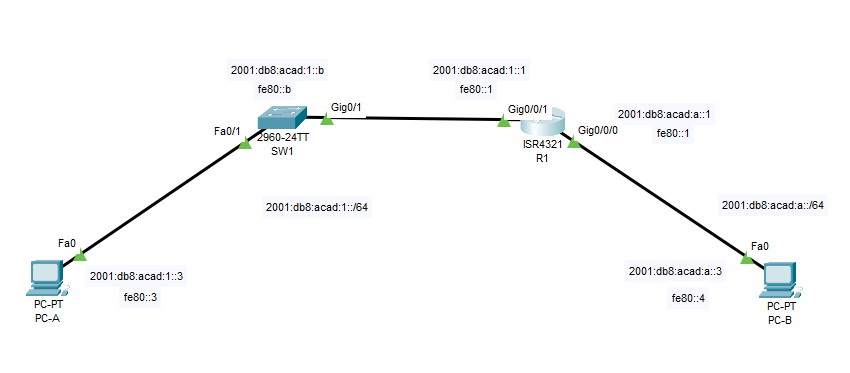 2001:db8:acad:1::b
fe80::b
2001:db8:acad:1::1
fe80::1
Gig0/1
Gig0/0/1
2001:db8:acad:a::1
fe80::1
Gig0/0/0
Fa0/1
2960-24TT
SW1
ISR4321
R1
2001:db8:acad:1::/64
2001:db8:acad:a::/64
Fa0
2001:db8:acad:1::3
fe80::3
PC-PT
PC-A
Fa0
2001:db8:acad:a::3
fe80::4
PC-PT
PC-B